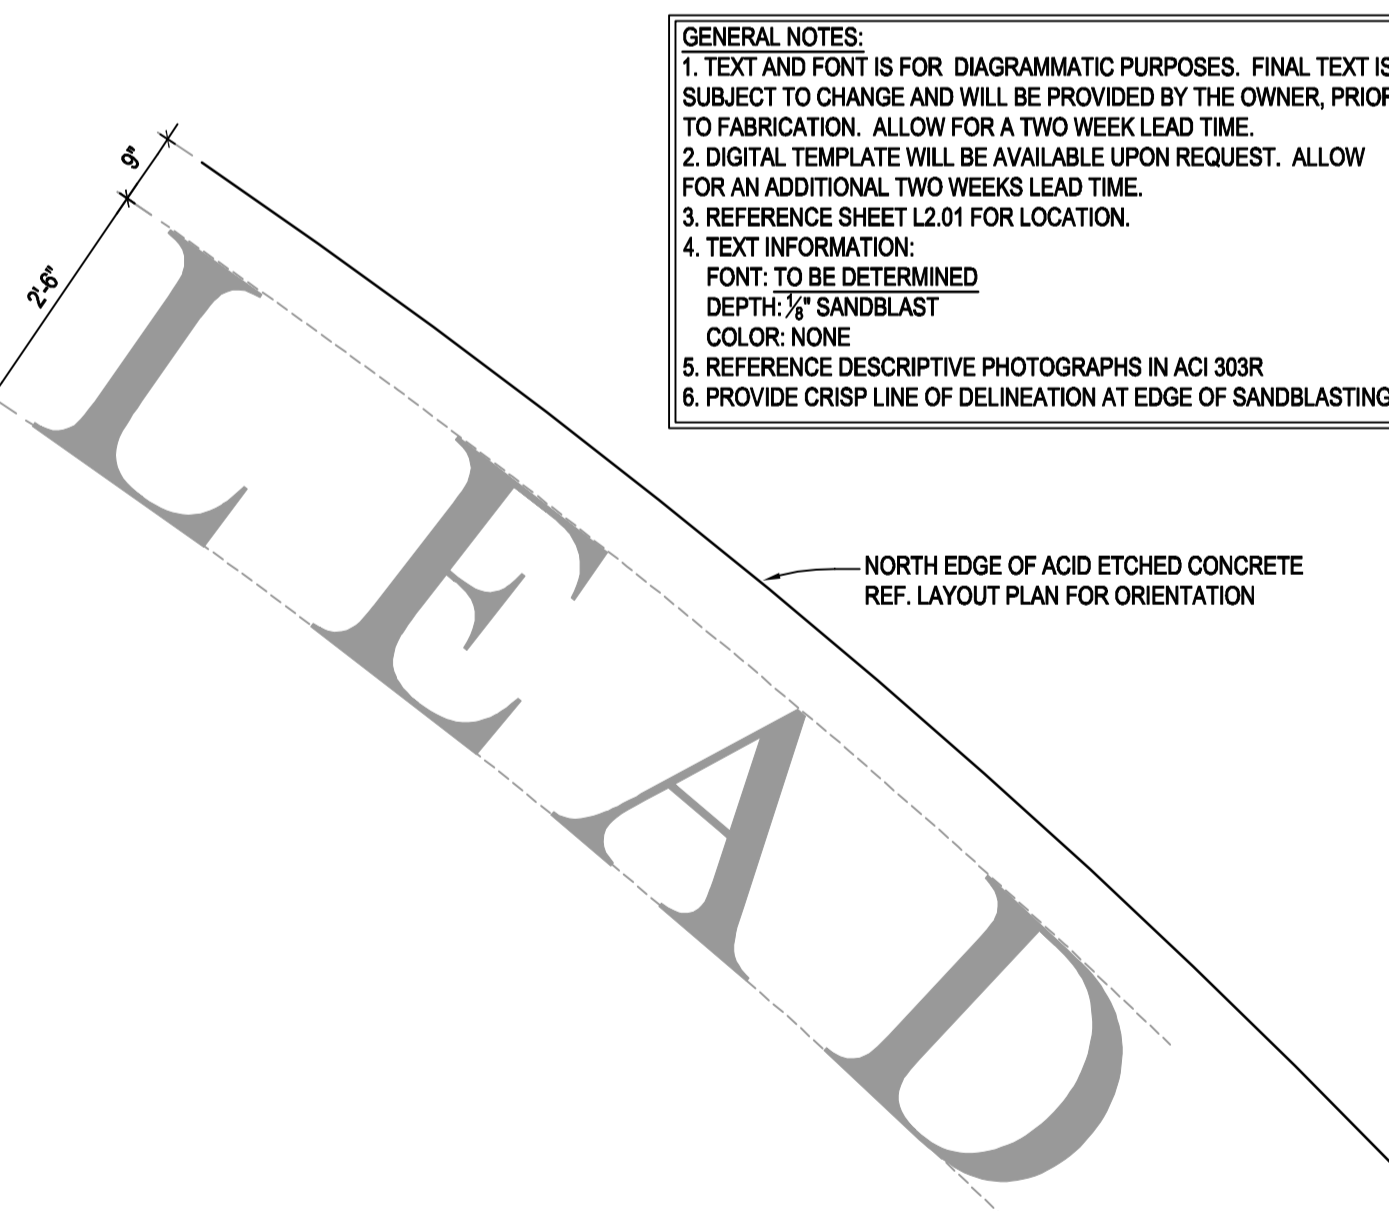 GENERAL NOTES:
1. TEXT AND FONT IS FOR DIAGRAMMATIC PURPOSES. FINAL TEXT IS
SUBJECT TO CHANGE AND WILL BE PROVIDED BY THE OWNER, PRIOR
TO FABRICATION. ALLOW FOR A TWO WEEK LEAD TIME.
2. DIGITAL TEMPLATE WILL BE AVAILABLE UPON REQUEST. ALLOW
FOR AN ADDITIONAL TWO WEEKS LEAD TIME.
3. REFERENCE SHEET L2.01 FOR LOCATION.
4. TEXT INFORMATION:
FONT: TO BE DETERMINED
DEPTH: 1/8" SANDBLAST
COLOR: NONE
5. REFERENCE DESCRIPTIVE PHOTOGRAPHS IN ACI 303R
6. PROVIDE CRISP LINE OF DELINEATION AT EDGE OF SANDBLASTING
9"
2'-6"
LEAD
NORTH EDGE OF ACID ETCHED CONCRETE
REF. LAYOUT PLAN FOR ORIENTATION